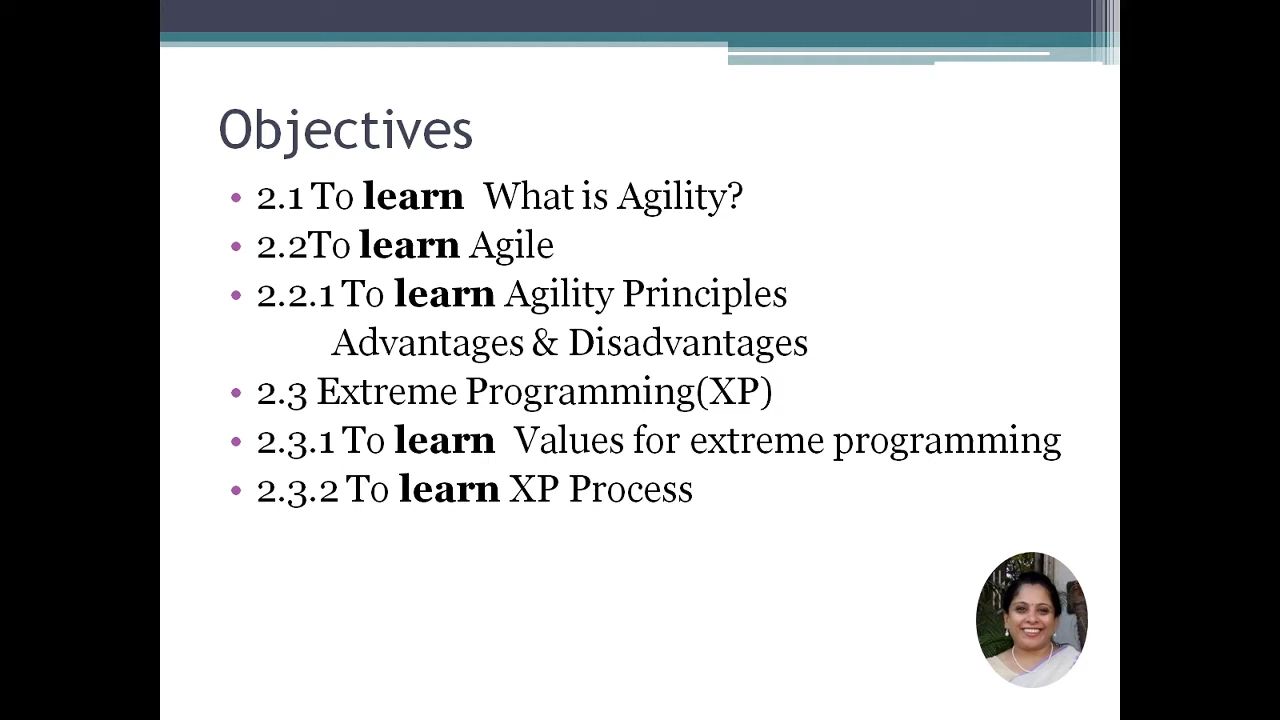 Objectives
• 2.1 To learn  What is Agility?
• 2.2To learn Agile
• 2.2.1 To learn Agility Principles
Advantages & Disadvantages
• 2.3 Extreme Programming(XP)
• 2.3.1 To learn  Values for extreme programming
• 2.3.2 To learn XP Process